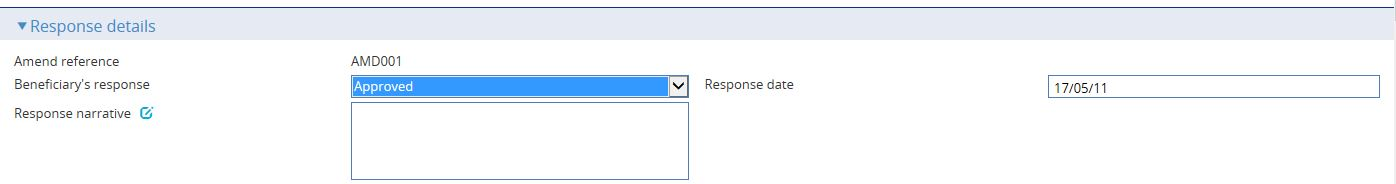 Response details
Amend reference AMD001
Beneficiary's response Approved Response date 17/05/11
Response narrative